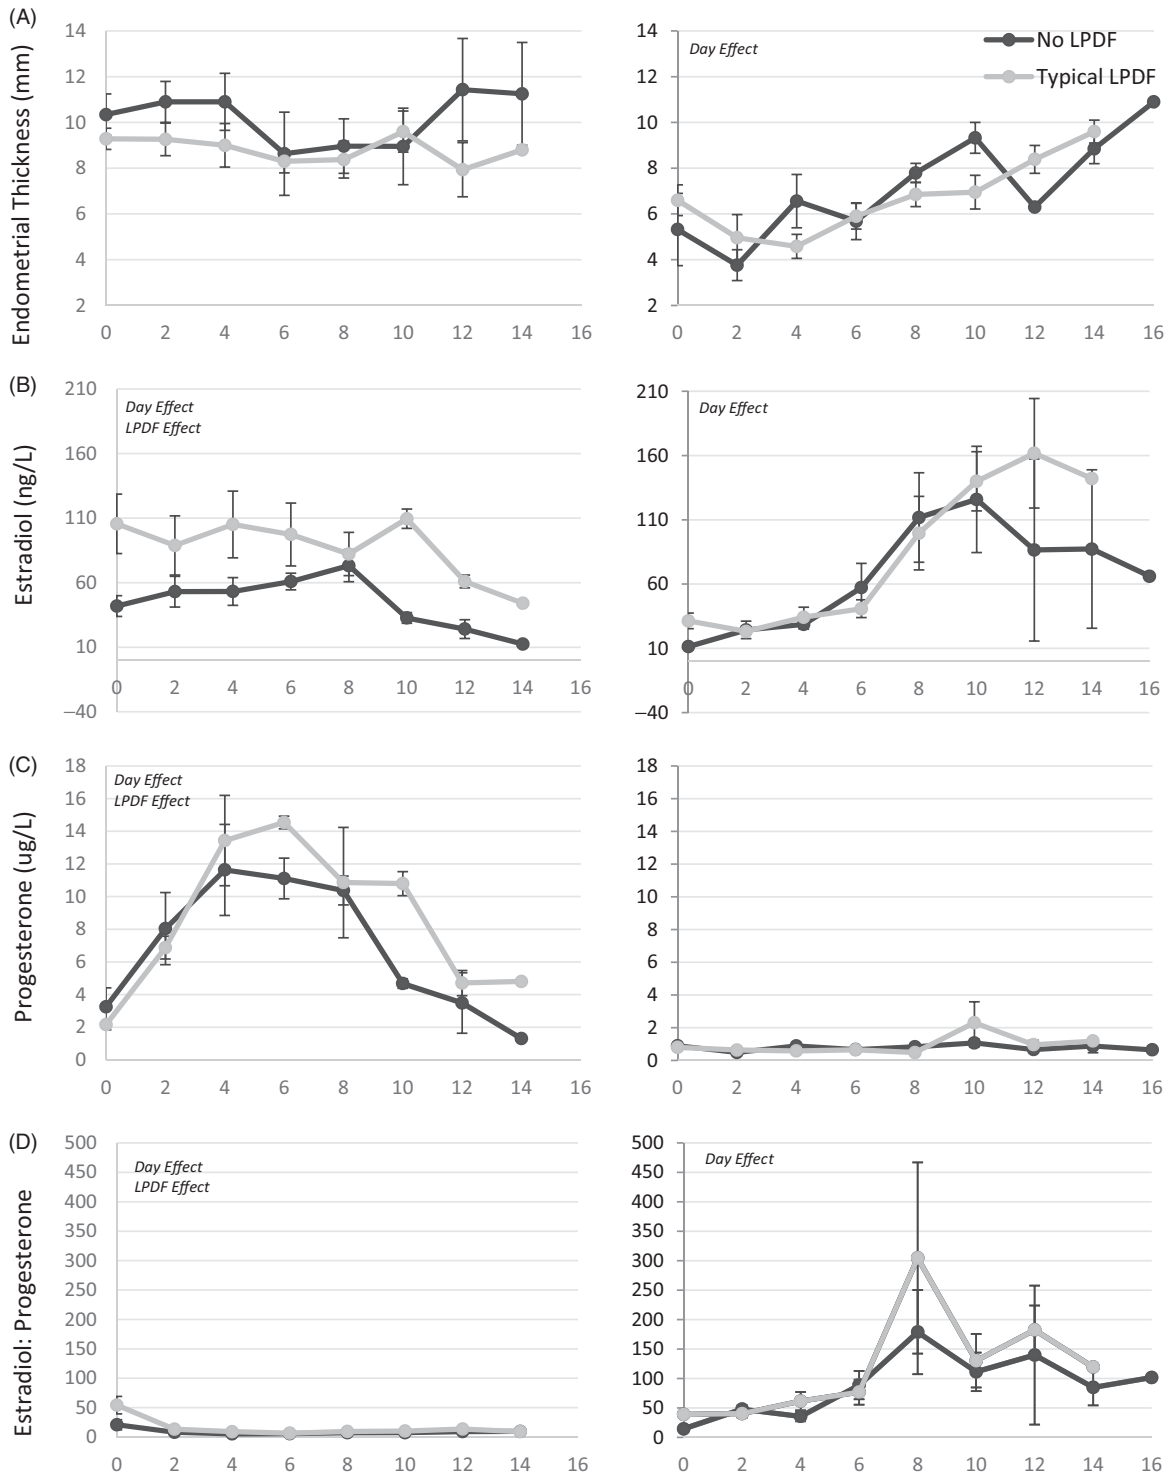 (A)
Endometrial Thickness (mm)
14
12
10
8
6
4
2
0 2 4 6 8 10 12 14 16
14
12
10
8
6
4
2
Day Effect
No LPDF
Typical LPDF
0 2 4 6 8 10 12 14 16
(B)
Estradiol (ng/L)
210
160
110
60
10
−40
Day Effect
LPDF Effect
0 2 4 6 8 10 12 14 16
210
160
110
60
10
−40
Day Effect
0 2 4 6 8 10 12 14 16
(C)
Progesterone (ug/L)
18
16
14
12
10
8
6
4
2
0
Day Effect
LPDF Effect
0 2 4 6 8 10 12 14 16
18
16
14
12
10
8
6
4
2
0
0 2 4 6 8 10 12 14 16
(D)
Estradiol: Progesterone
500
450
400
350
300
250
200
150
100
50
0
Day Effect
LPDF Effect
0 2 4 6 8 10 12 14 16
500
450
400
350
300
250
200
150
100
50
0
Day Effect
0 2 4 6 8 10 12 14 16